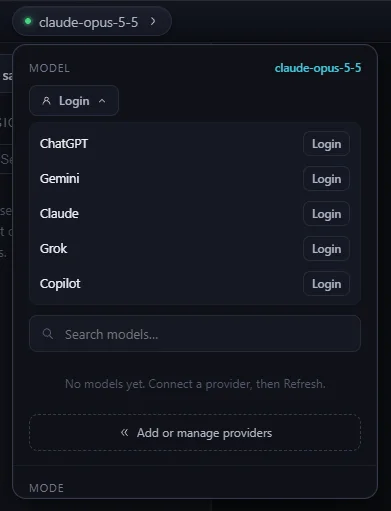 claude-opus-5-5
MODEL claude-opus-5-5
Login
ChatGPT Login
Gemini Login
Claude Login
Grok Login
Copilot Login
Search models...
No models yet. Connect a provider, then Refresh.
Add or manage providers
MODE